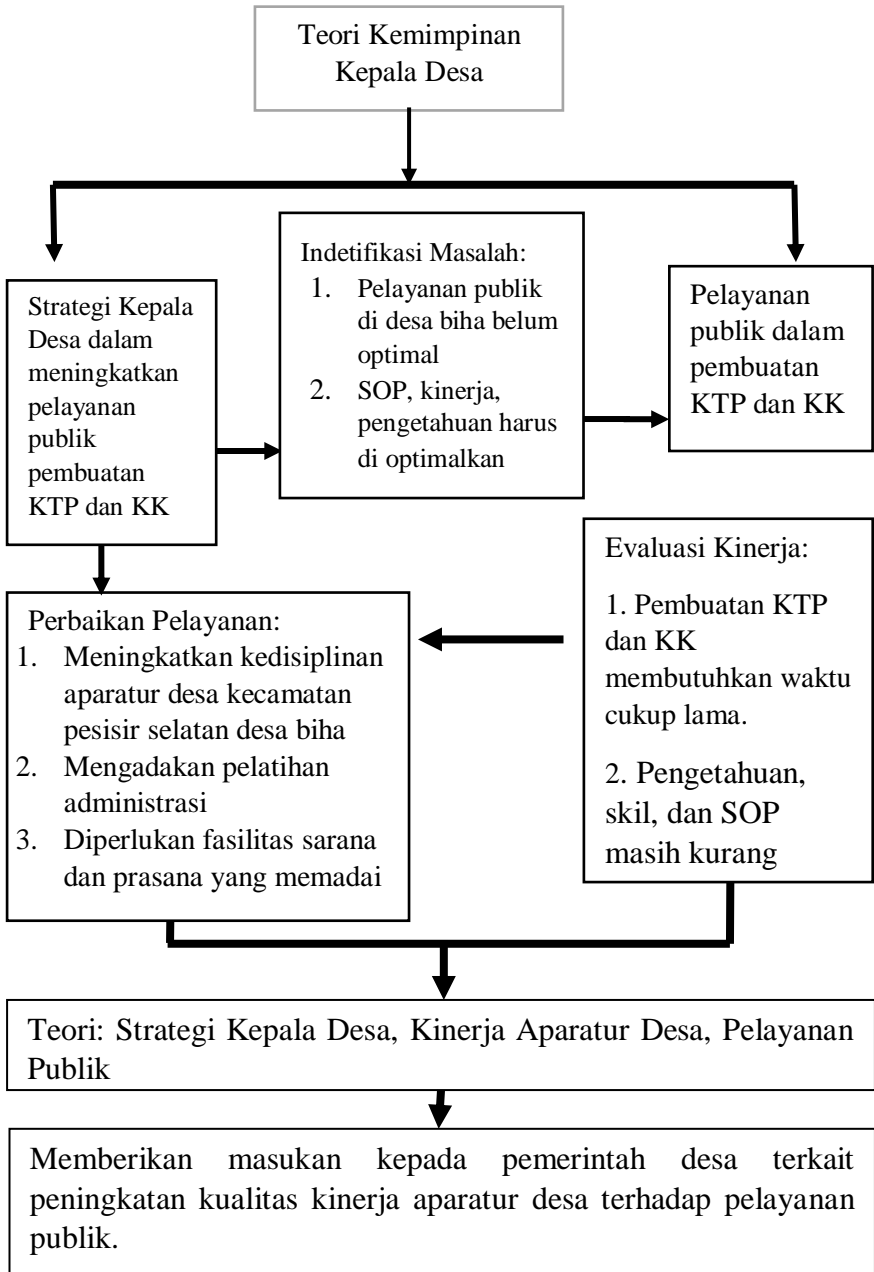 Teori Kemimpinan
Kepala Desa
Strategi Kepala
Desa dalam
meningkatkan
pelayanan
publik
pembuatan
KTP dan KK
Indetifikasi Masalah:
1. Pelayanan publik
di desa biha belum
optimal
2. SOP, kinerja,
pengetahuan harus
di optimalkan
Pelayanan
publik dalam
pembuatan
KTP dan KK
Perbaikan Pelayanan:
1. Meningkatkan kedisiplinan
aparatur desa kecamatan
pesisir selatan desa biha
2. Mengadakan pelatihan
administrasi
3. Diperlukan fasilitas sarana
dan prasana yang memadai
Evaluasi Kinerja:
1. Pembuatan KTP
dan KK
membutuhkan waktu
cukup lama.
2. Pengetahuan,
skil, dan SOP
masih kurang
Teori: Strategi Kepala Desa, Kinerja Aparatur Desa, Pelayanan
Publik
Memberikan masukan kepada pemerintah desa terkait
peningkatan kualitas kinerja aparatur desa terhadap pelayanan
publik.